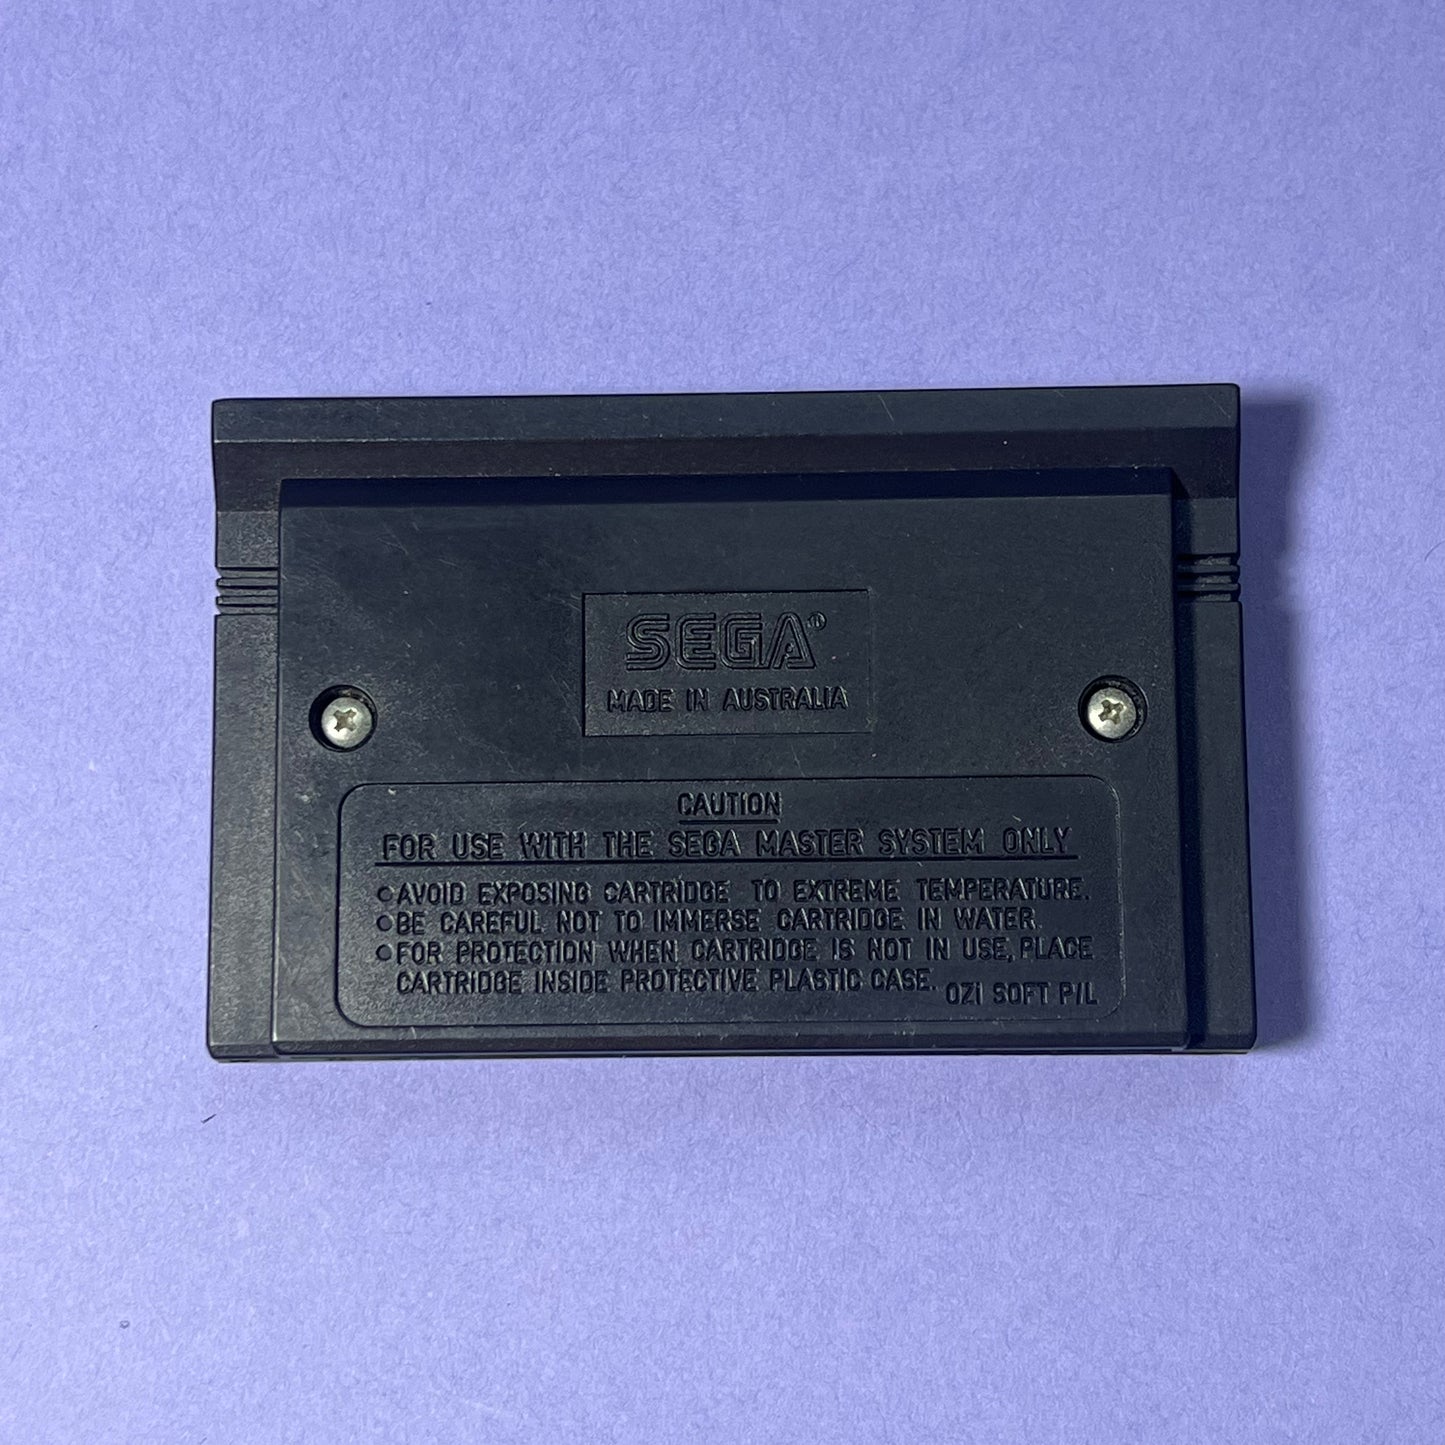 SEGA®
MADE IN AUSTRALIA
CAUTION
FOR USE WITH THE SEGA MASTER SYSTEM ONLY
• AVOID EXPOSING CARTRIDGE TO EXTREME TEMPERATURE.
• BE CAREFUL NOT TO IMMERSE CARTRIDGE IN WATER.
• FOR PROTECTION WHEN CARTRIDGE IS NOT IN USE, PLACE
CARTRIDGE INSIDE PROTECTIVE PLASTIC CASE.
OZI SOFT P/L